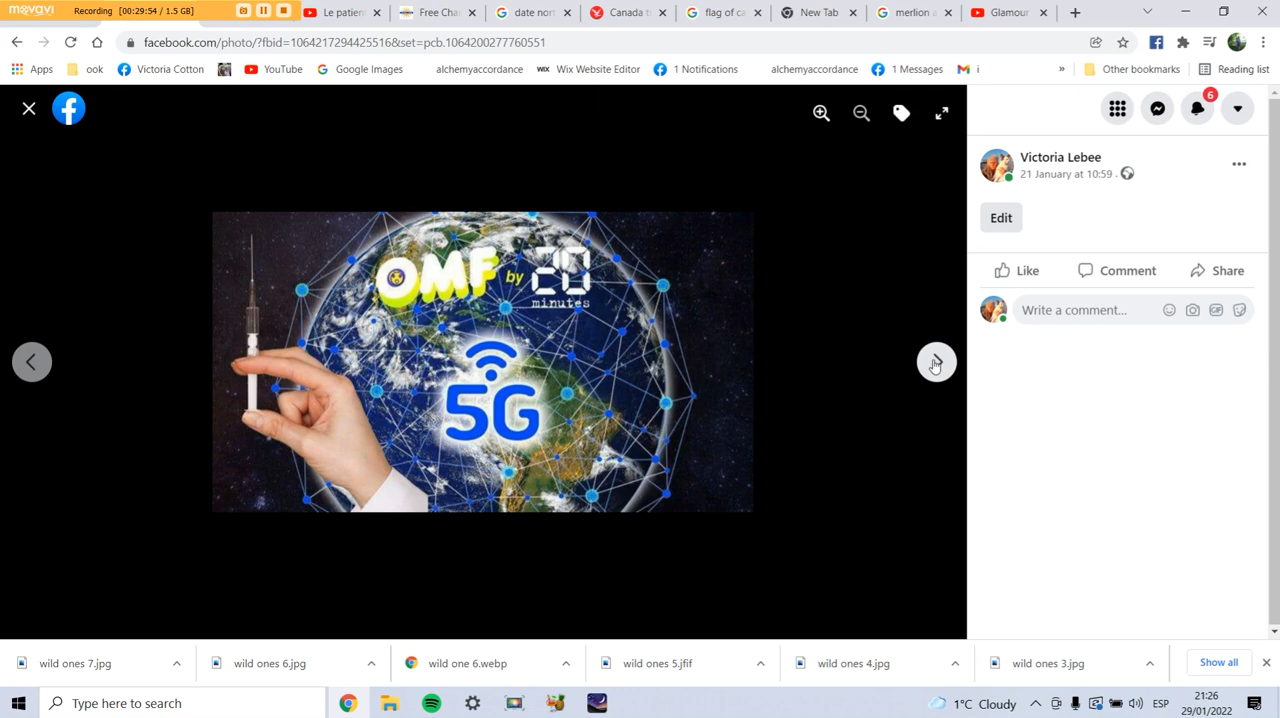 movavi
Recording [00:29:54 / 1.5 GB]
Le patien
Free Cha
date nor
Canada t
flag of ca
New Tab
merlion a
Glamour
facebook.com/photo/?fbid=1064217294425516&set=pcb.1064200277760551
Apps
ook
Victoria Cotton
YouTube
Google Images
alchemyaccordance
WiX Wix Website Editor
1 Notifications
alchemyaccordance
1 Messages
i
»
Other bookmarks
Reading list
6
Victoria Lebee
21 January at 10:59 ·
Edit
Like
Comment
Share
Write a comment...
GIF
OMF by 20
minutes
5G
wild ones 7.jpg
wild ones 6.jpg
wild one 6.webp
wild ones 5.jfif
wild ones 4.jpg
wild ones 3.jpg
Show all
Type here to search
1°C Cloudy
ESP
21:26
29/01/2022